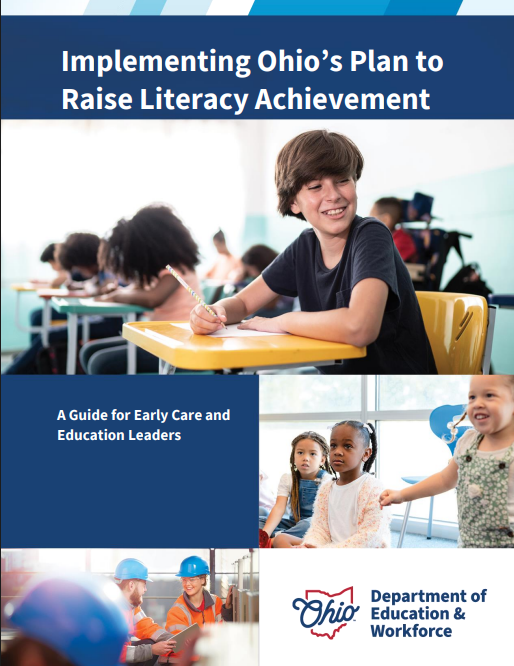 Implementing Ohio's Plan to
Raise Literacy Achievement
A Guide for Early Care and
Education Leaders
Ohio
Department of
Education &
Workforce